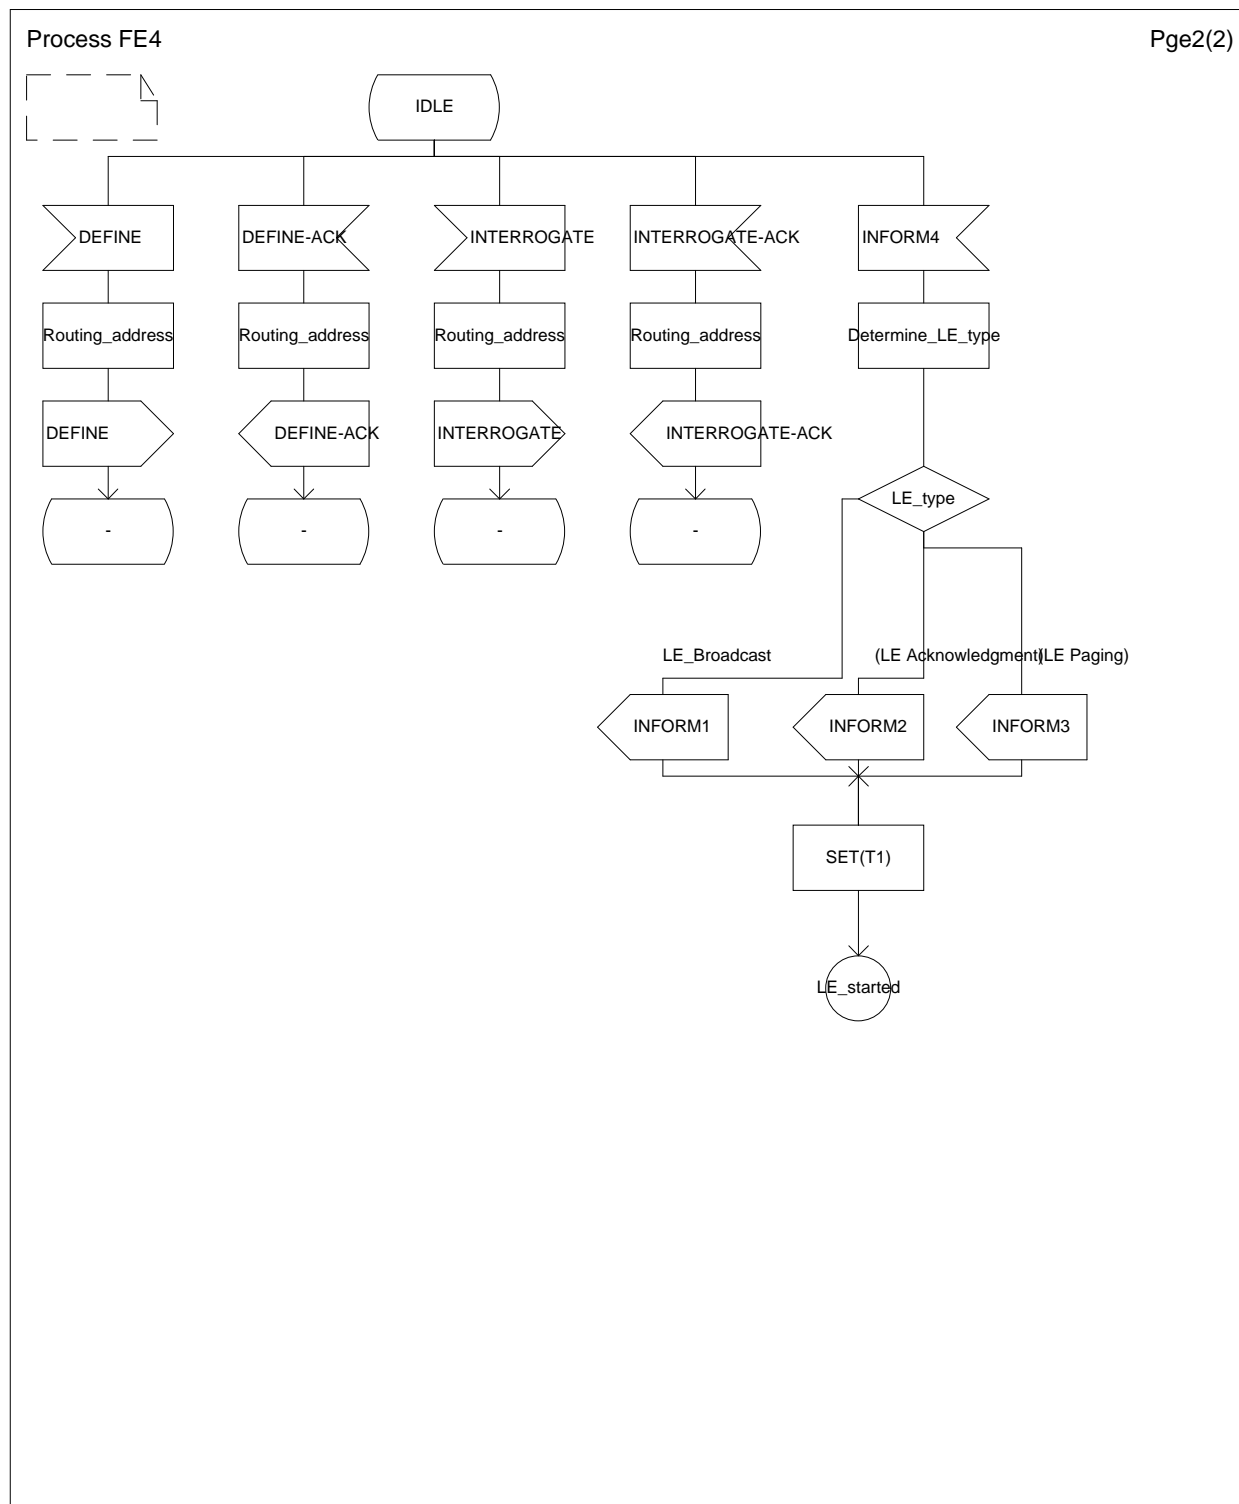 Process FE4
Pge2(2)
IDLE
DEFINE
DEFINE-ACK
INTERROGATE
INTERROGATE-ACK
INFORM4
Routing_address
Routing_address
Routing_address
Routing_address
Determine_LE_type
DEFINE
DEFINE-ACK
INTERROGATE
INTERROGATE-ACK
LE_type
-
-
-
-
LE_Broadcast
(LE Acknowledgment)
(LE Paging)
INFORM1
INFORM2
INFORM3
SET(T1)
LE_started